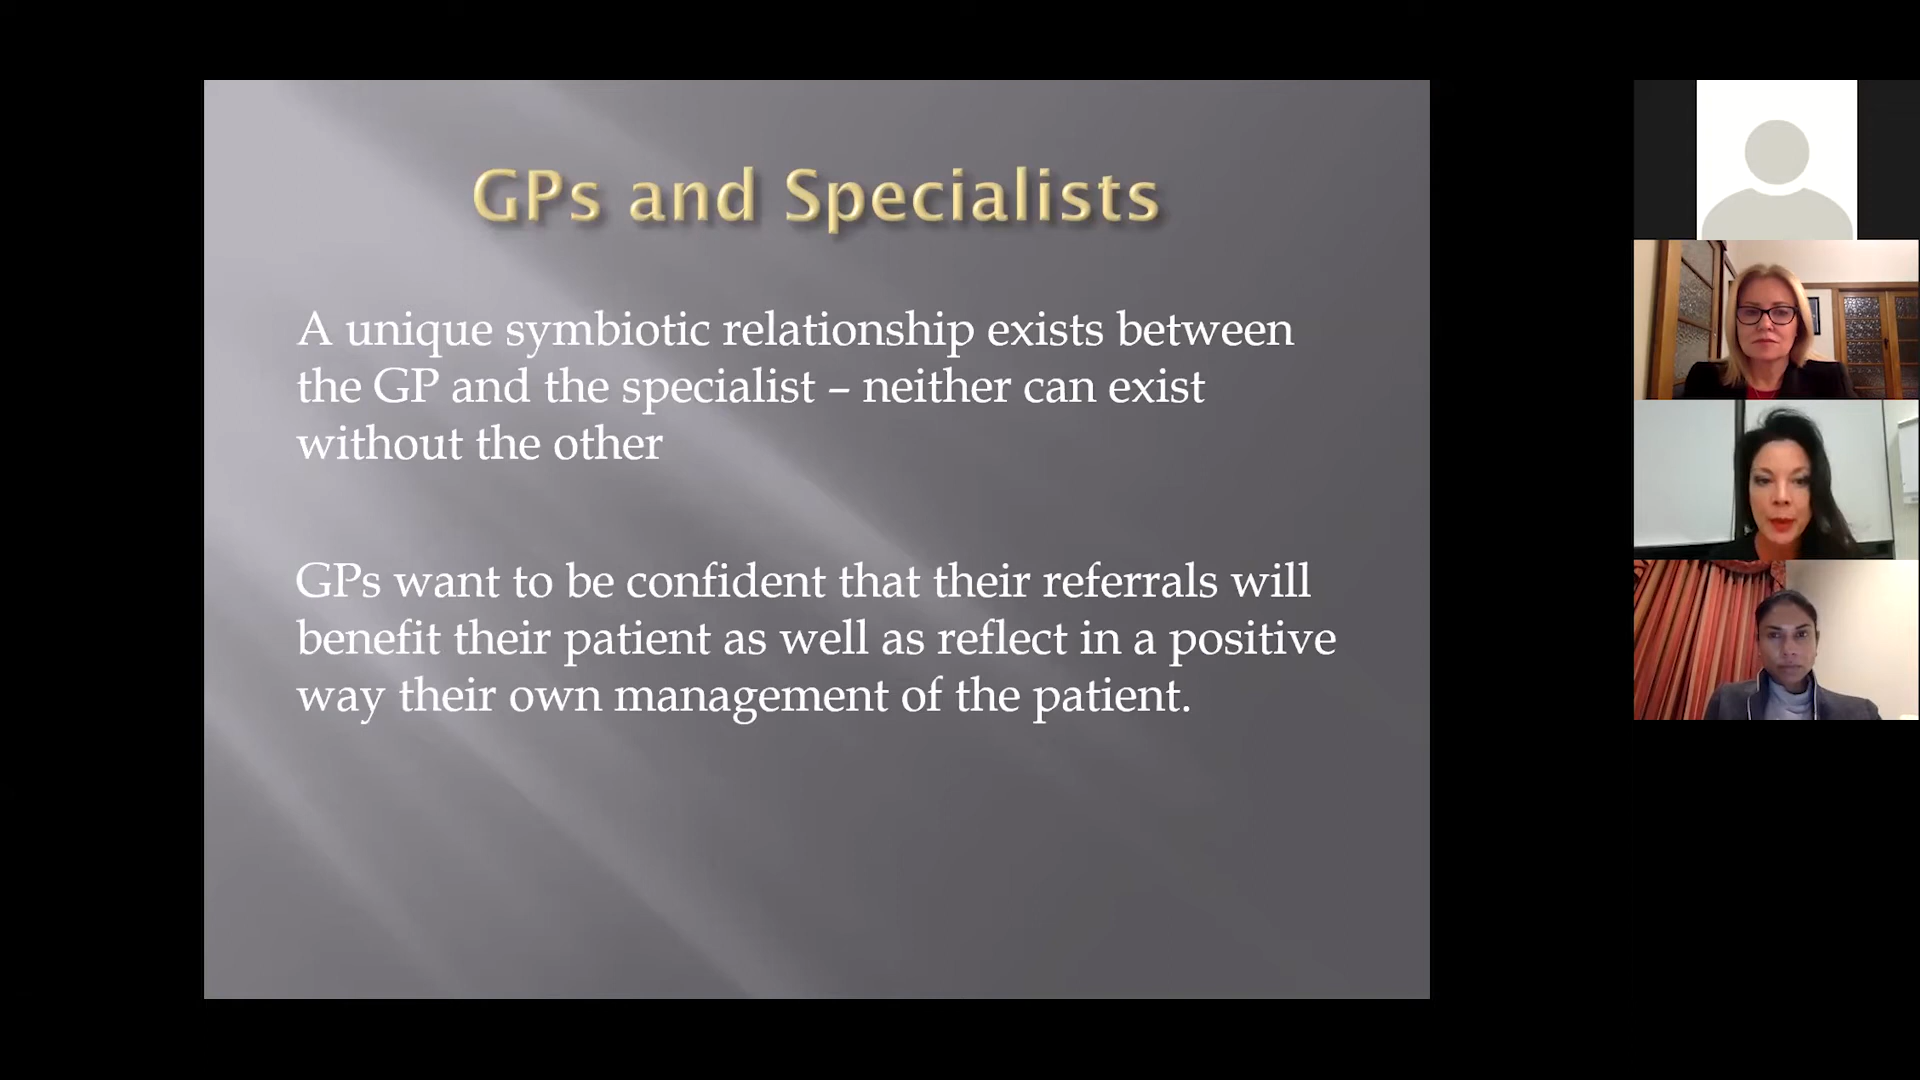 GPs and Specialists
A unique symbiotic relationship exists between
the GP and the specialist – neither can exist
without the other
GPs want to be confident that their referrals will
benefit their patient as well as reflect in a positive
way their own management of the patient.